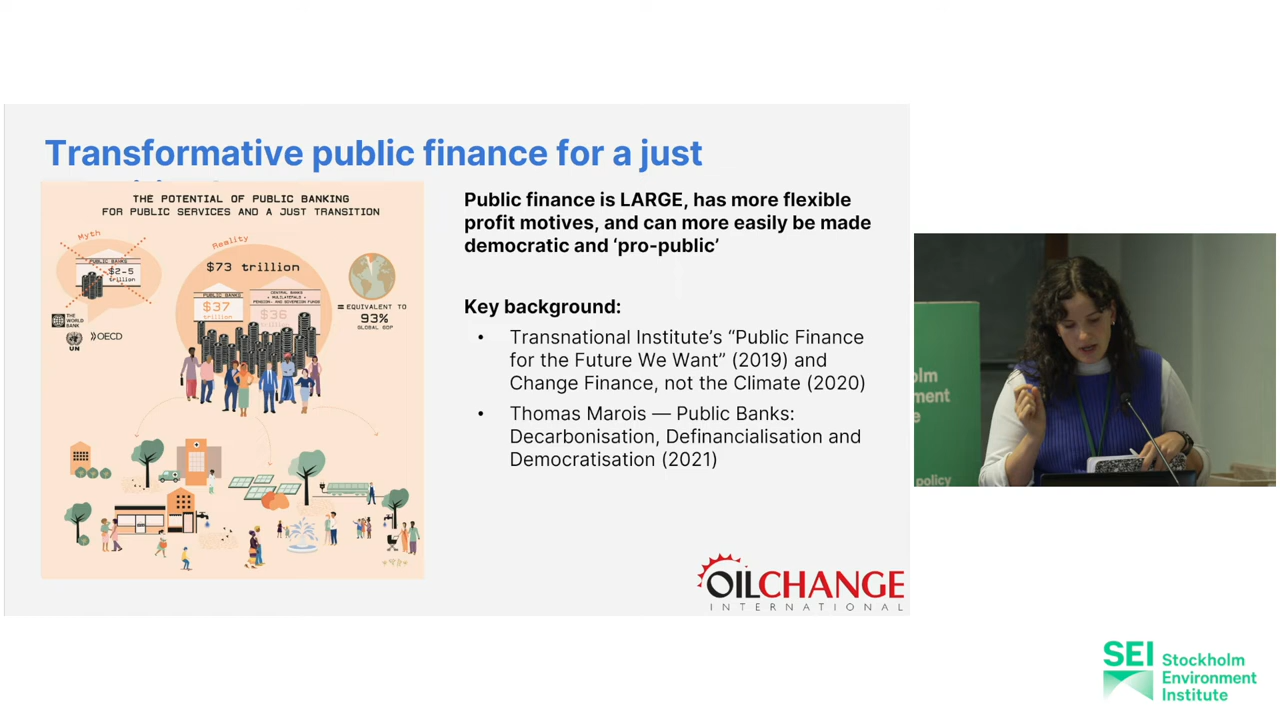 Transformative public finance for a just
THE POTENTIAL OF PUBLIC BANKING
FOR PUBLIC SERVICES AND A JUST TRANSITION
Myth
PUBLIC BANKS
$2-5
trillion
THE
WORLD
BANK
UN
OECD
Reality
$73 trillion
PUBLIC BANKS
$37
trillion
CENTRAL BANKS
+ MULTILATERALS +
PENSION- AND SOVEREIGN FUNDS
$36
trillion
= EQUIVALENT TO
93%
GLOBAL GDP
Public finance is LARGE, has more flexible
profit motives, and can more easily be made
democratic and ‘pro-public’
Key background:
• Transnational Institute’s “Public Finance
for the Future We Want” (2019) and
Change Finance, not the Climate (2020)
• Thomas Marois — Public Banks:
Decarbonisation, Definancialisation and
Democratisation (2021)
OILCHANGE
INTERNATIONAL
olm
ment
te
policy
SEI Stockholm
Environment
Institute